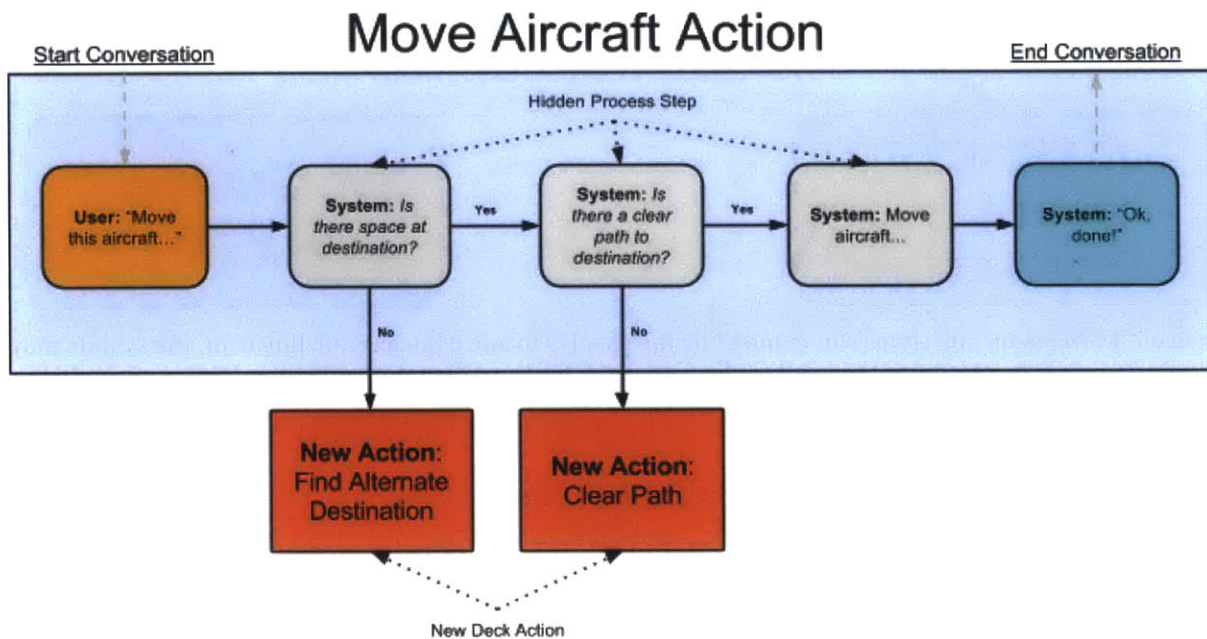 Move Aircraft Action
Start Conversation
End Conversation
Hidden Process Step
User: “Move
this aircraft...”
System: Is
there space at
destination?
Yes
System: Is
there a clear
path to
destination?
Yes
System: Move
aircraft...
System: “Ok,
done!”
No
No
New Action:
Find Alternate
Destination
New Action:
Clear Path
New Deck Action